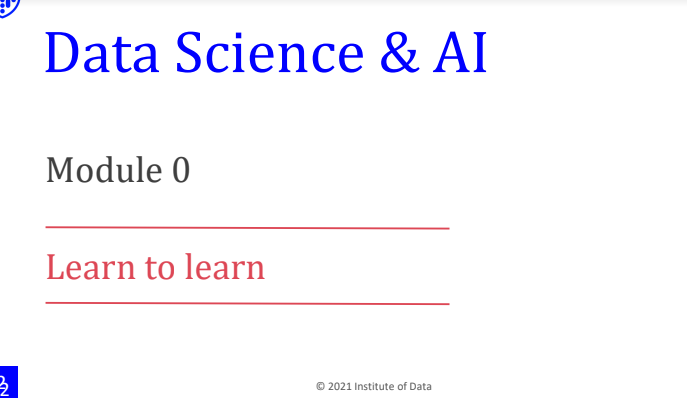 Data Science & AI
Module 0
Learn to learn
© 2021 Institute of Data